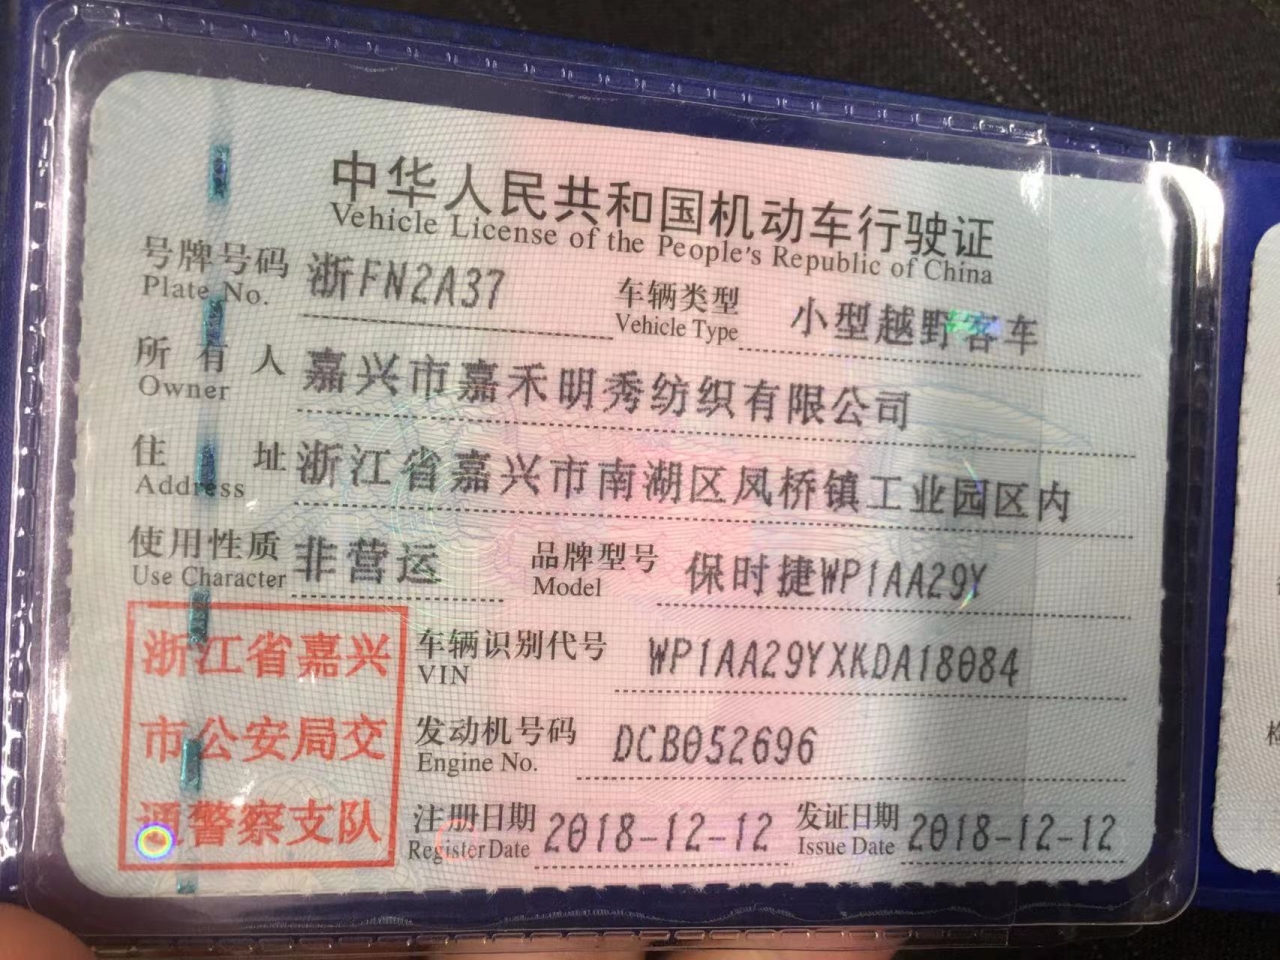 中华人民共和国机动车行驶证
Vehicle License of the People's Republic of China
号牌号码 浙FN2A37 车辆类型 小型越野客车
Plate No. Vehicle Type
所有人 嘉兴市嘉禾明秀纺织有限公司
Owner
住址 浙江省嘉兴市南湖区凤桥镇工业园区内
Address
使用性质 非营运 品牌型号 保时捷WP1AA29Y
Use Character Model
浙江省嘉兴
市公安局交
通警察支队
车辆识别代号 WP1AA29YXKDA18084
VIN
发动机号码 DCB052696
Engine No.
注册日期 2018-12-12 发证日期 2018-12-12
Register Date Issue Date